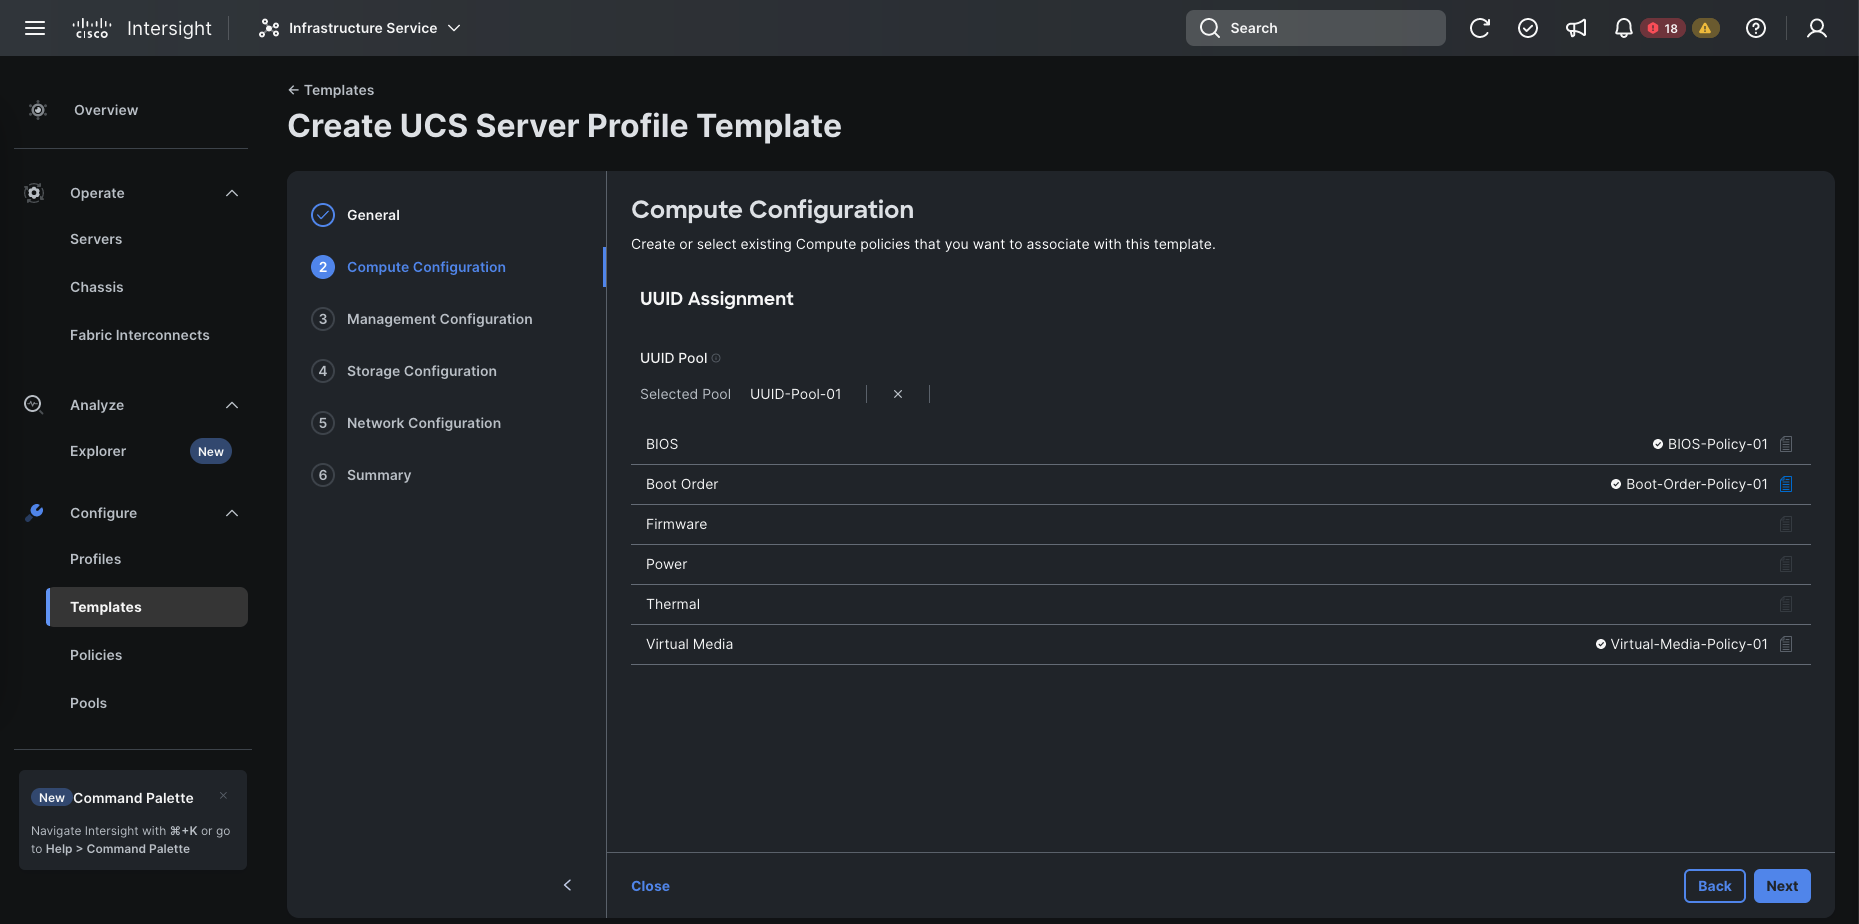 CISCO Intersight
Infrastructure Service
Search
18
Overview
Operate
Servers
Chassis
Fabric Interconnects
Analyze
Explorer New
Configure
Profiles
Templates
Policies
Pools
New Command Palette
Navigate Intersight with ⌘+K or go
to Help > Command Palette
← Templates
Create UCS Server Profile Template
General
2 Compute Configuration
3 Management Configuration
4 Storage Configuration
5 Network Configuration
6 Summary
Compute Configuration
Create or select existing Compute policies that you want to associate with this template.
UUID Assignment
UUID Pool
Selected Pool UUID-Pool-01
BIOS BIOS-Policy-01
Boot Order Boot-Order-Policy-01
Firmware
Power
Thermal
Virtual Media Virtual-Media-Policy-01
Close Back Next